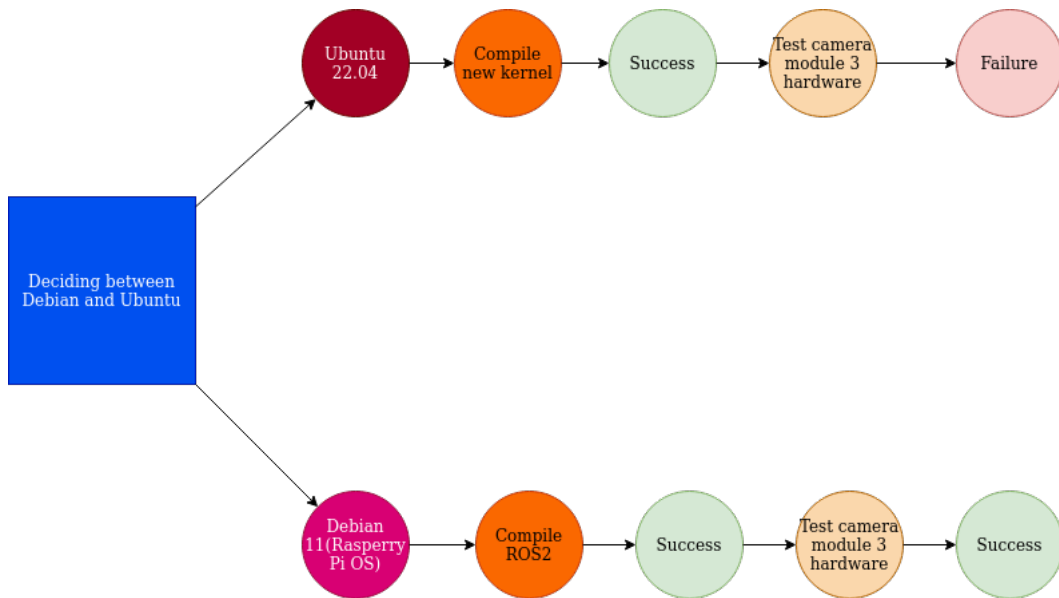 Ubuntu
22.04
Compile
new kernel
Success
Test camera
module 3
hardware
Failure
Deciding between
Debian and Ubuntu
Debian
11(Rasperry
Pi OS)
Compile
ROS2
Success
Test camera
module 3
hardware
Success